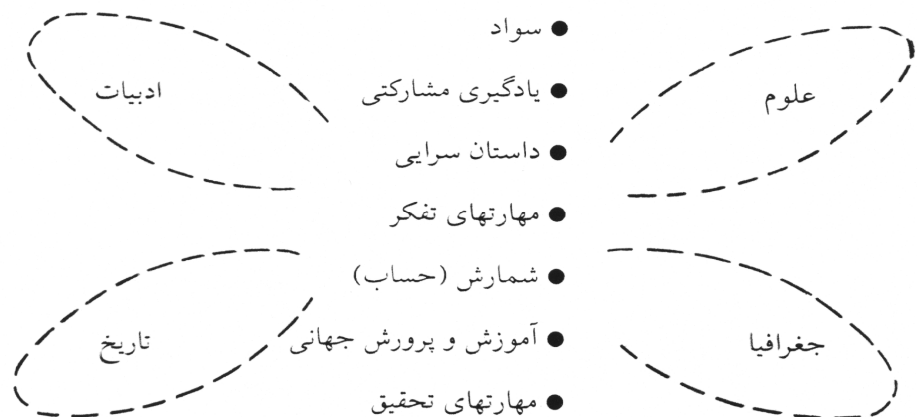 ● سواد
علوم
● یادگیری مشارکتی
ادبیات
● داستان سرایی
● مهارتهای تفکر
● شمارش (حساب)
جغرافیا
● آموزش و پرورش جهانی
تاریخ
● مهارتهای تحقیق